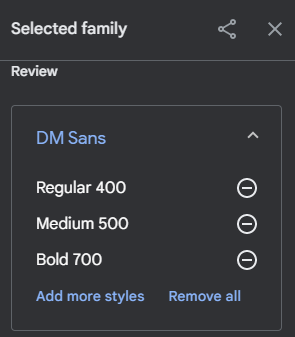 Selected family
Review
DM Sans
Regular 400
Medium 500
Bold 700
Add more styles Remove all